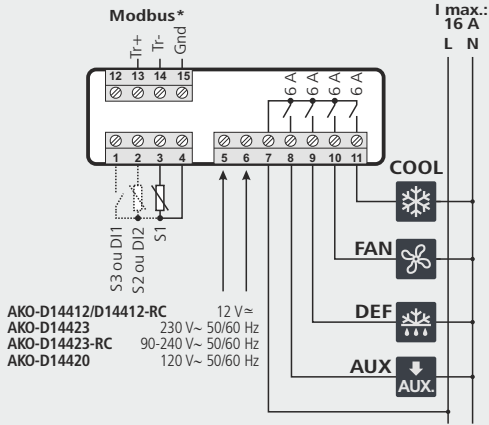 Modbus*
I max.:
16 A
L N
Tr+
Tr-
Gnd
12 13 14 15
6 A
6 A
6 A
6 A
1 2 3 4 5 6 7 8 9 10 11
S3 ou DI1
S2 ou DI2
S1
COOL
FAN
DEF
AUX
AUX.
AKO-D14412/D14412-RC 12 V≂
AKO-D14423 230 V~ 50/60 Hz
AKO-D14423-RC 90-240 V~ 50/60 Hz
AKO-D14420 120 V~ 50/60 Hz